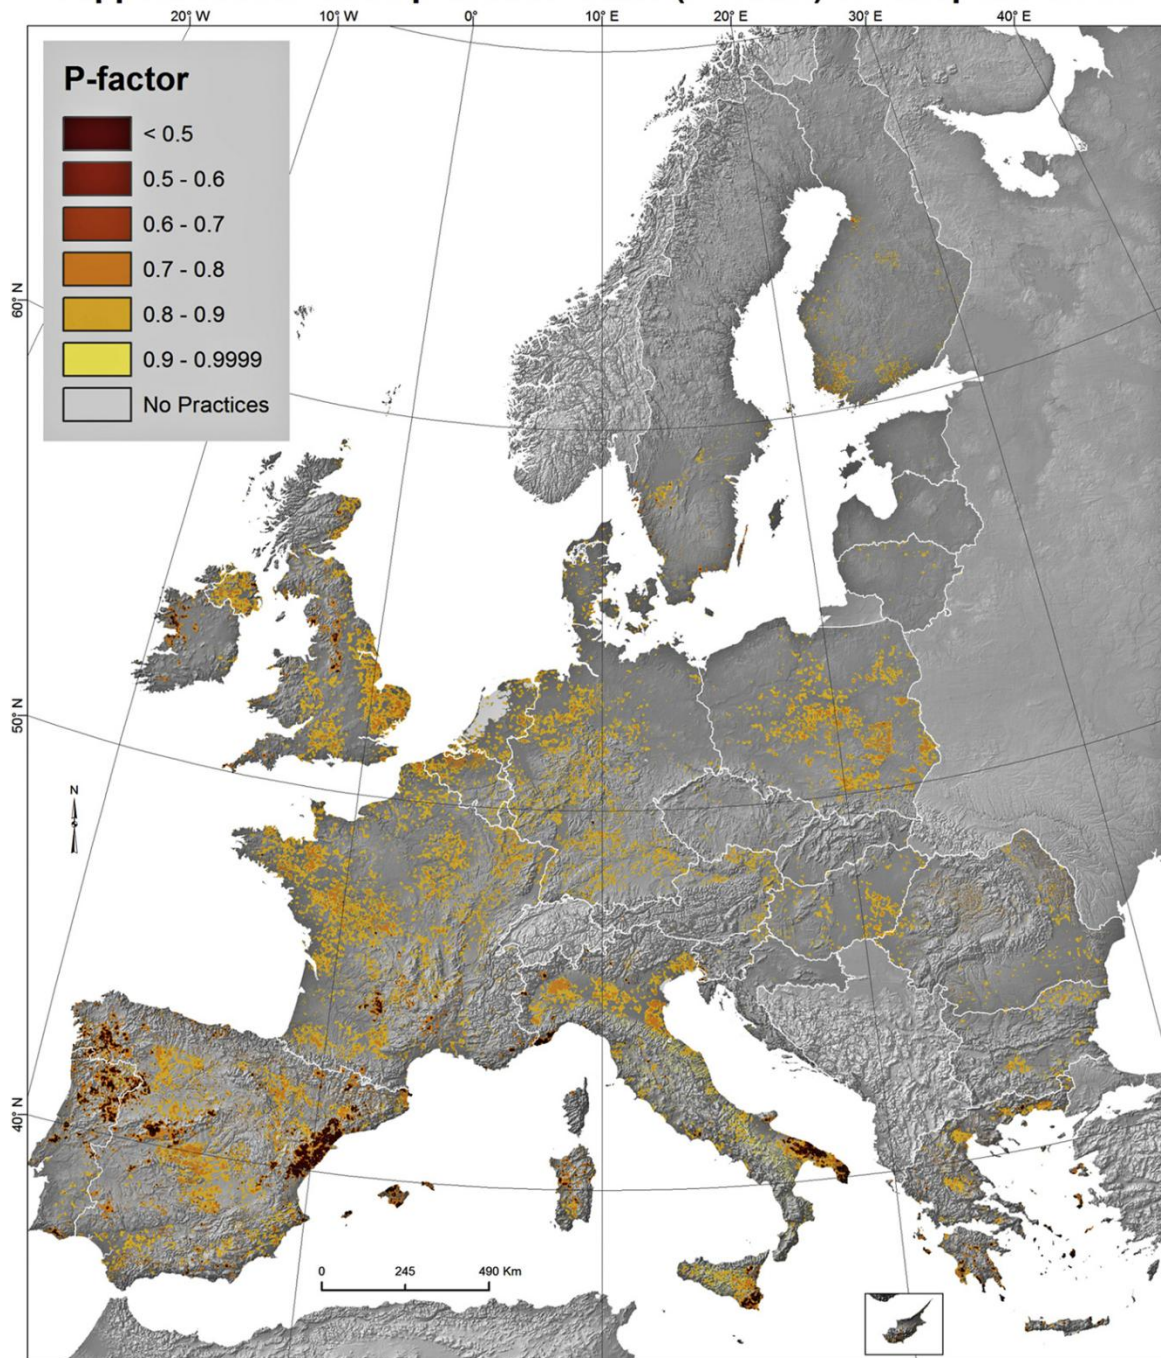 20° W
10° W
0°
10° E
20° E
30° E
40° E
P-factor
< 0.5
0.5 - 0.6
0.6 - 0.7
0.7 - 0.8
0.8 - 0.9
0.9 - 0.9999
No Practices
60° N
50° N
N
40° N
0 245 490 Km